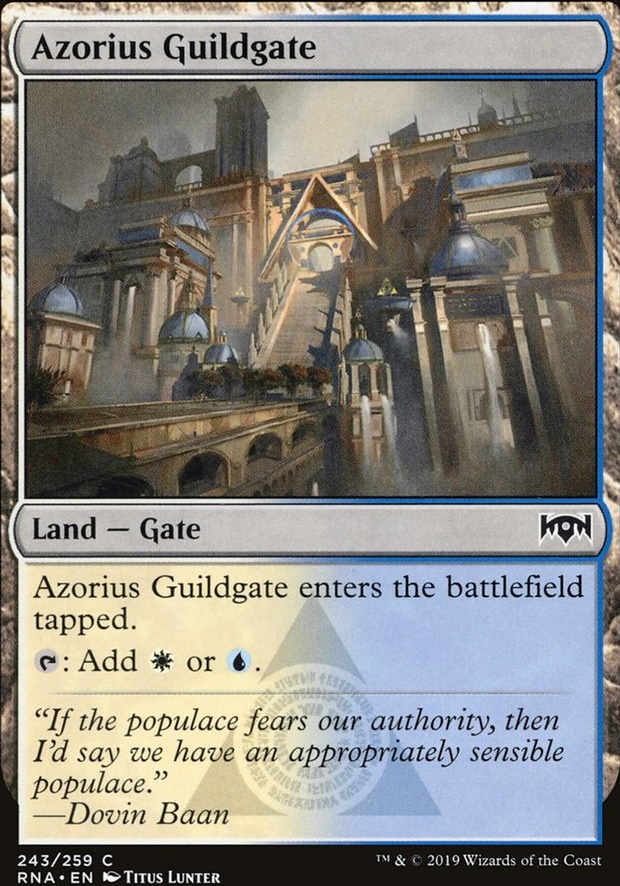 Azorius Guildgate
Land — Gate
Azorius Guildgate enters the battlefield
tapped.
: Add or .
“If the populace fears our authority, then
I’d say we have an appropriately sensible
populace.”
—Dovin Baan
243/259 C
™ & © 2019 Wizards of the Coast
RNA • EN Titus Lunter